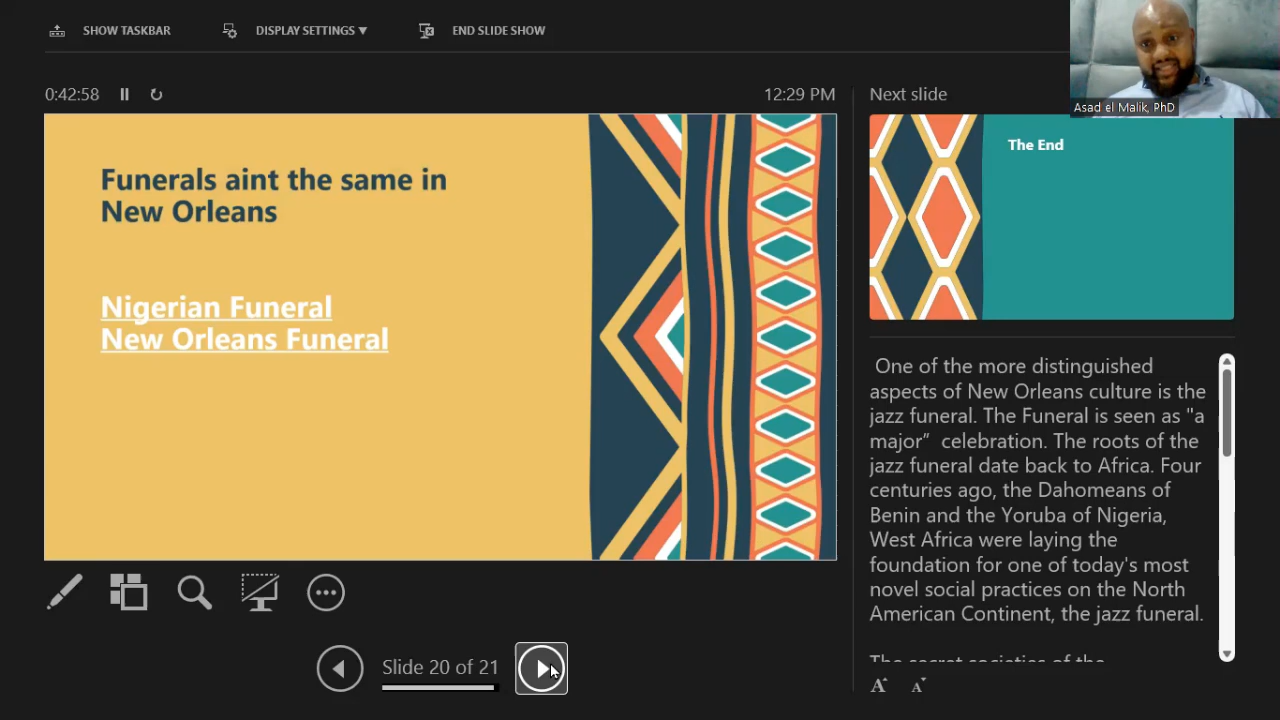 SHOW TASKBAR
DISPLAY SETTINGS ▼
END SLIDE SHOW
0:42:58
12:29 PM
Next slide
Asad el Malik, PhD
Funerals aint the same in
New Orleans
Nigerian Funeral
New Orleans Funeral
The End
One of the more distinguished
aspects of New Orleans culture is the
jazz funeral. The Funeral is seen as "a
major” celebration. The roots of the
jazz funeral date back to Africa. Four
centuries ago, the Dahomeans of
Benin and the Yoruba of Nigeria,
West Africa were laying the
foundation for one of today's most
novel social practices on the North
American Continent, the jazz funeral.
The secret societies of the
Slide 20 of 21
A A